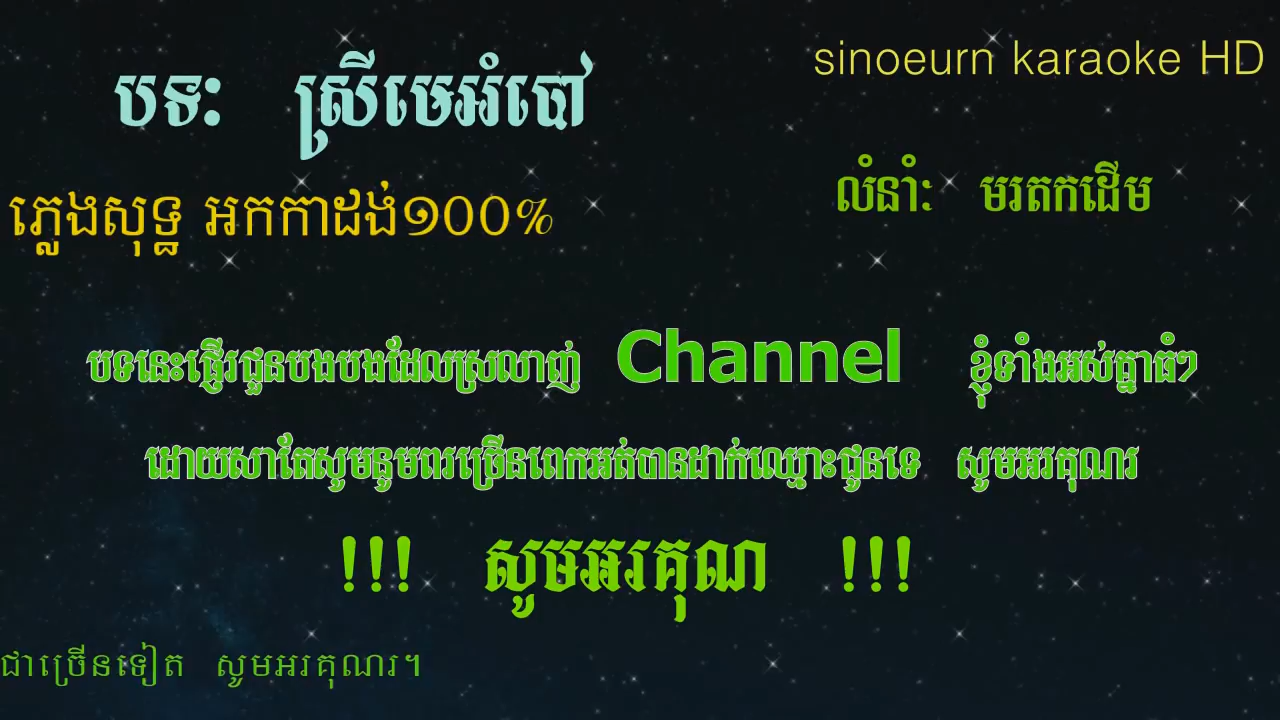 sinoeurn karaoke HD
បទៈ ស្រីមេអំបៅ
លំនាំៈ មរតកដើម
ភ្លេងសុទ្ធ អកកាដង់១០០%
បទនេះផ្ញើរជួនបងបងដែលស្រលាញ់ Channel ខ្ញុំទាំងអស់គ្នាធំៗ
ដោយសាតែសូមនូមពរច្រើនពេកអត់បានដាក់ឈ្មោះជូនទេ សូមអរគុណរ
!!! សូមអរគុណ !!!
ជាច្រើនទៀត សូមអរគុណរ។